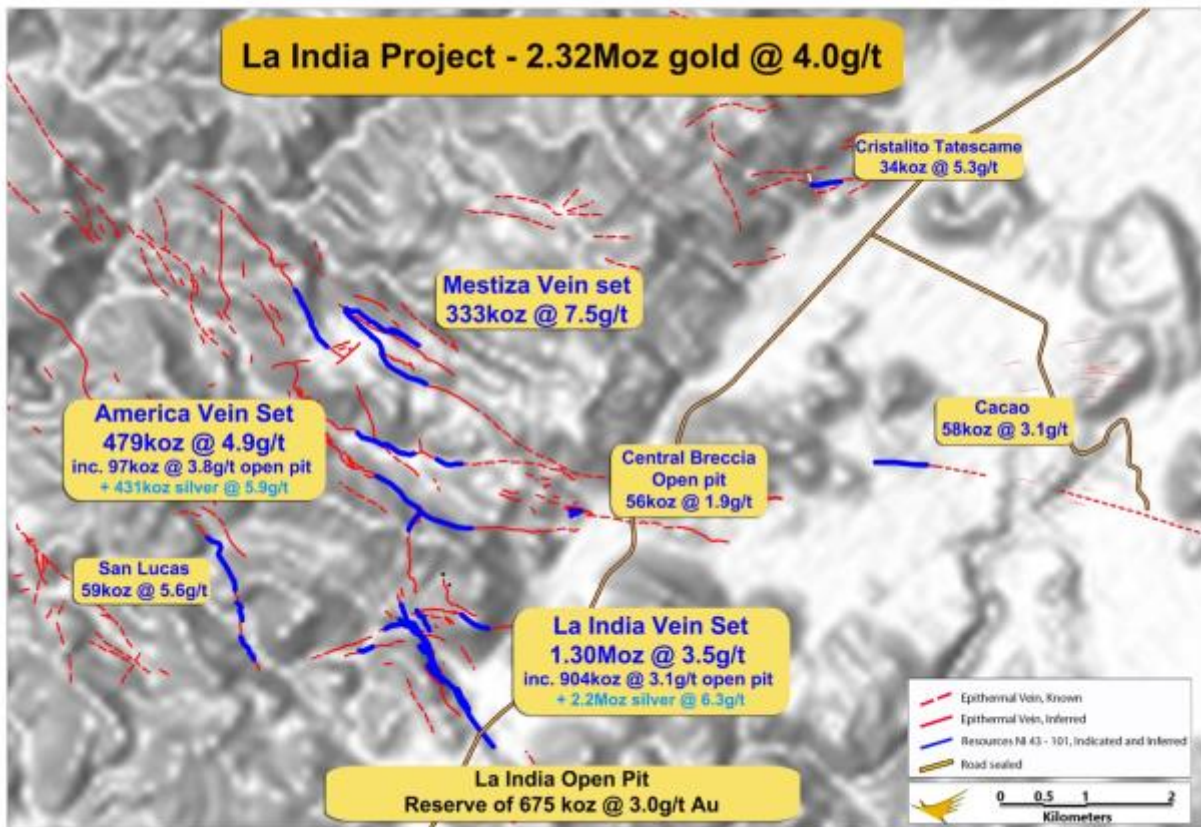 La India Project - 2.32Moz gold @ 4.0g/t
Cristalito Tatescame
34koz @ 5.3g/t
Mestiza Vein set
333koz @ 7.5g/t
America Vein Set
479koz @ 4.9g/t
inc. 97koz @ 3.8g/t open pit
+ 431koz silver @ 5.9g/t
Cacao
58koz @ 3.1g/t
Central Breccia
Open pit
56koz @ 1.9g/t
San Lucas
59koz @ 5.6g/t
La India Vein Set
1.30Moz @ 3.5g/t
inc. 904koz @ 3.1g/t open pit
+ 2.2Moz silver @ 6.3g/t
La India Open Pit
Reserve of 675 koz @ 3.0g/t Au
Epithermal Vein, Known
Epithermal Vein, Inferred
Resources NI 43 - 101, Indicated and Inferred
Road sealed
0 0.5 1 2
Kilometers